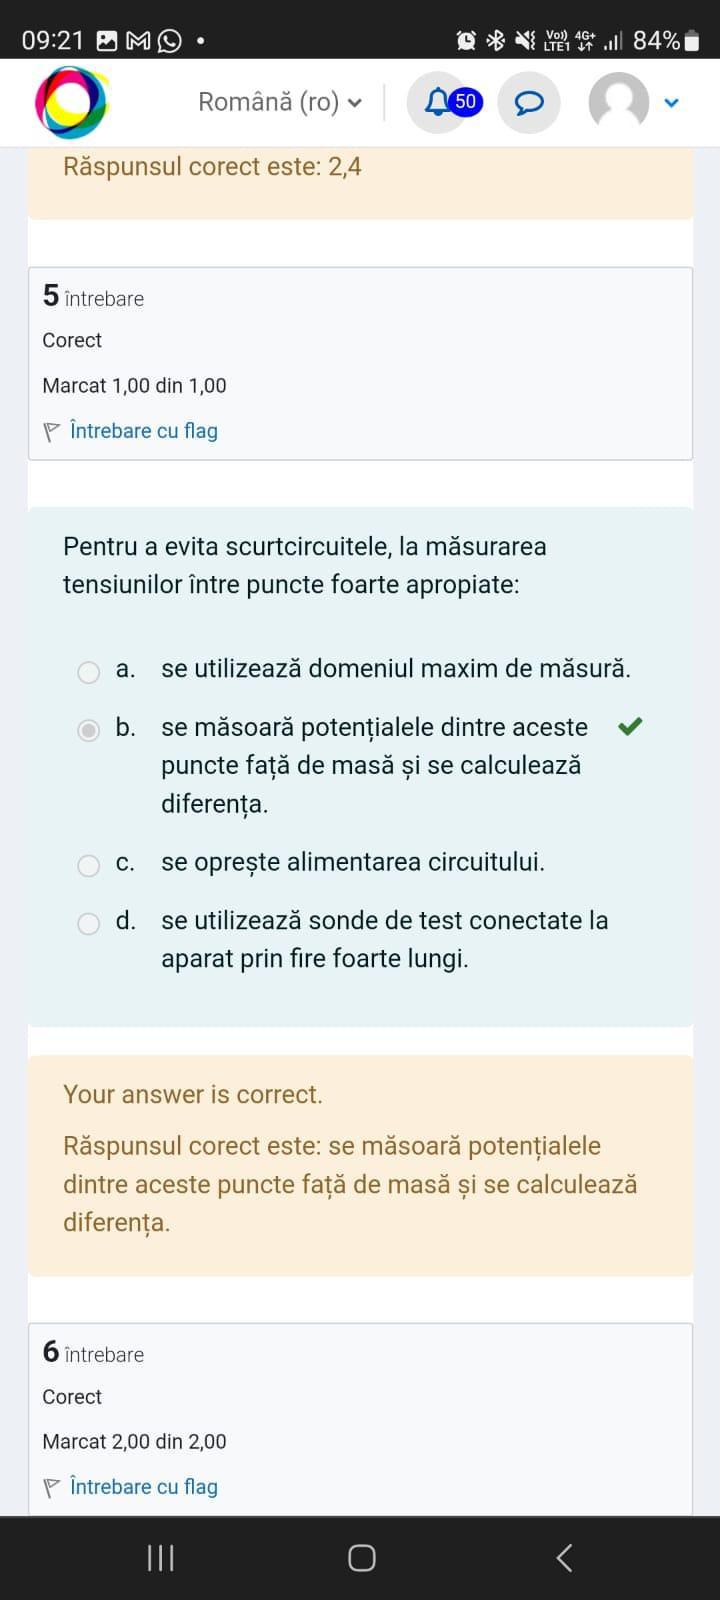 09:21
Vo)) LTE1 4G+ 84%
Română (ro)
50
Răspunsul corect este: 2,4
5 întrebare
Corect
Marcat 1,00 din 1,00
Întrebare cu flag
Pentru a evita scurtcircuitele, la măsurarea
tensiunilor între puncte foarte apropiate:
a. se utilizează domeniul maxim de măsură.
b. se măsoară potențialele dintre aceste
puncte față de masă și se calculează
diferența.
c. se oprește alimentarea circuitului.
d. se utilizează sonde de test conectate la
aparat prin fire foarte lungi.
Your answer is correct.
Răspunsul corect este: se măsoară potențialele
dintre aceste puncte față de masă și se calculează
diferența.
6 întrebare
Corect
Marcat 2,00 din 2,00
Întrebare cu flag